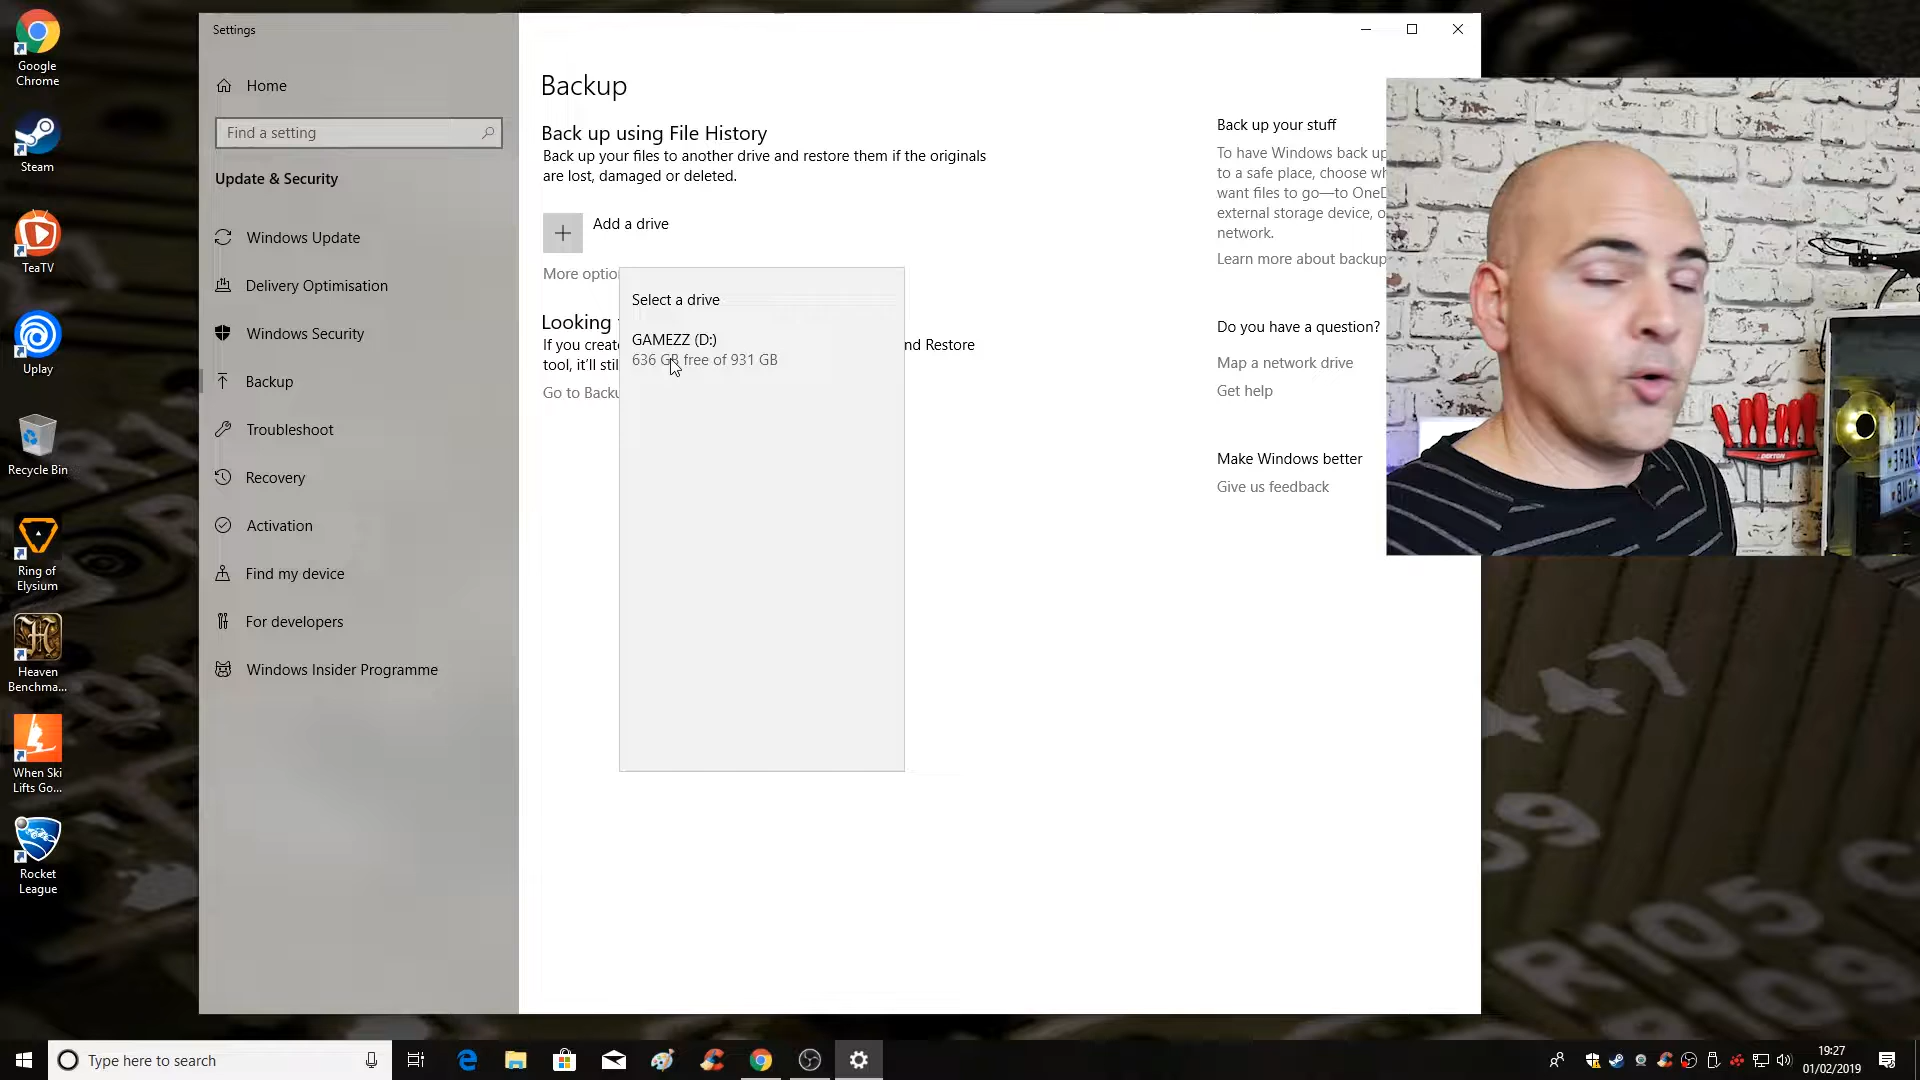 Google
Chrome
Steam
TeaTV
Uplay
Recycle Bin
Ring of
Elysium
Heaven
Benchma...
When Ski
Lifts Go...
Rocket
League
Settings
Home
Find a setting
Update & Security
Windows Update
Delivery Optimisation
Windows Security
Backup
Troubleshoot
Recovery
Activation
Find my device
For developers
Windows Insider Programme
Backup
Back up using File History
Back up your files to another drive and restore them if the originals
are lost, damaged or deleted.
Add a drive
More optio
Looking
If you create nd Restore
tool, it'll stil
Go to Backu
Select a drive
GAMEZZ (D:)
636 GB free of 931 GB
Back up your stuff
To have Windows back up
to a safe place, choose wh
want files to go—to OneD
external storage device, o
network.
Learn more about backup
Do you have a question?
Map a network drive
Get help
Make Windows better
Give us feedback
R105
Type here to search
19:27
01/02/2019